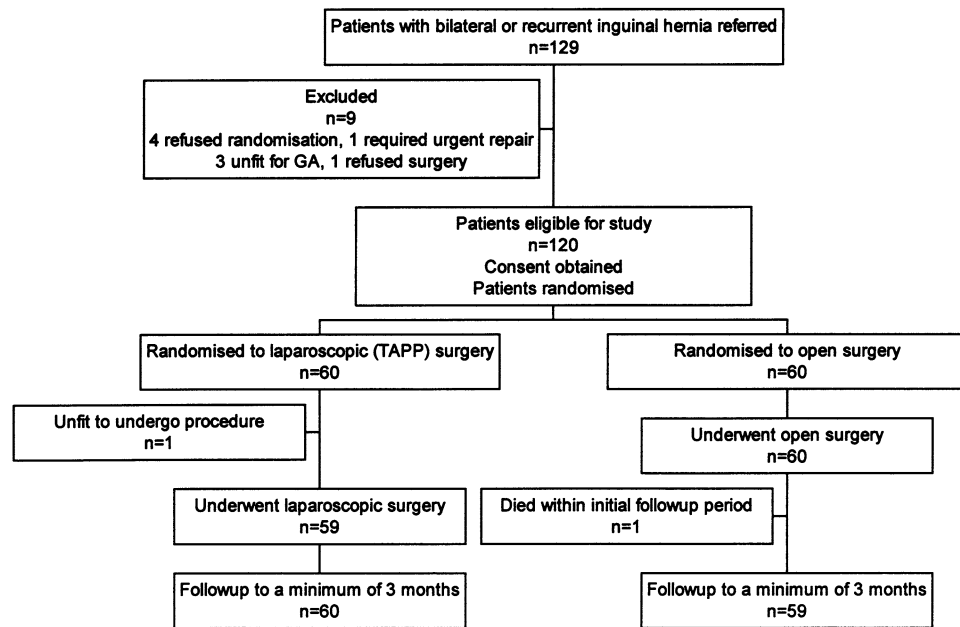 Patients with bilateral or recurrent inguinal hernia referred
n=129
Excluded
n=9
4 refused randomisation, 1 required urgent repair
3 unfit for GA, 1 refused surgery
Patients eligible for study
n=120
Consent obtained
Patients randomised
Randomised to laparoscopic (TAPP) surgery
n=60
Randomised to open surgery
n=60
Unfit to undergo procedure
n=1
Underwent open surgery
n=60
Underwent laparoscopic surgery
n=59
Died within initial followup period
n=1
Followup to a minimum of 3 months
n=60
Followup to a minimum of 3 months
n=59